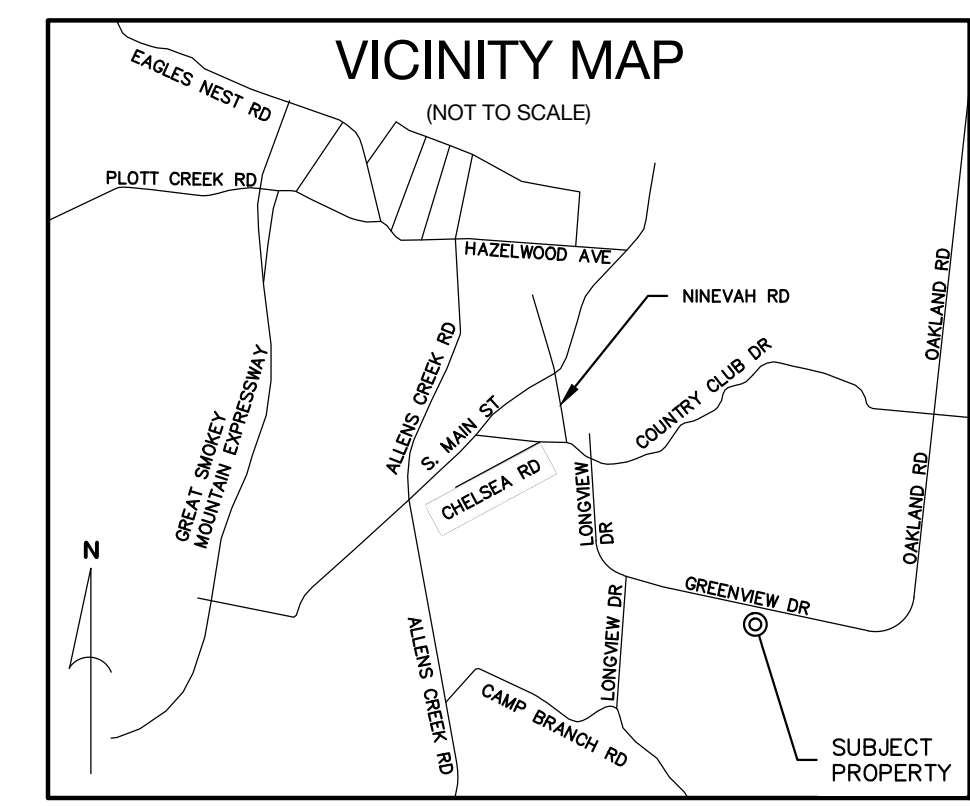 VICINITY MAP
(NOT TO SCALE)
EAGLES NEST RD
PLOTT CREEK RD
HAZELWOOD AVE
NINEVAH RD
OAKLAND RD
COUNTRY CLUB DR
ALLENS CREEK RD
S. MAIN ST
GREAT SMOKEY
MOUNTAIN EXPRESSWAY
CHELSEA RD
LONGVIEW
DR
OAKLAND RD
N
GREENVIEW DR
LONGVIEW DR
ALLENS CREEK RD
CAMP BRANCH RD
SUBJECT
PROPERTY